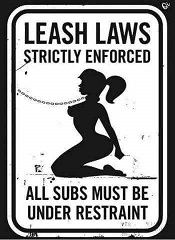 LEASH LAWS
STRICTLY ENFORCED
ALL SUBS MUST BE
UNDER RESTRAINT